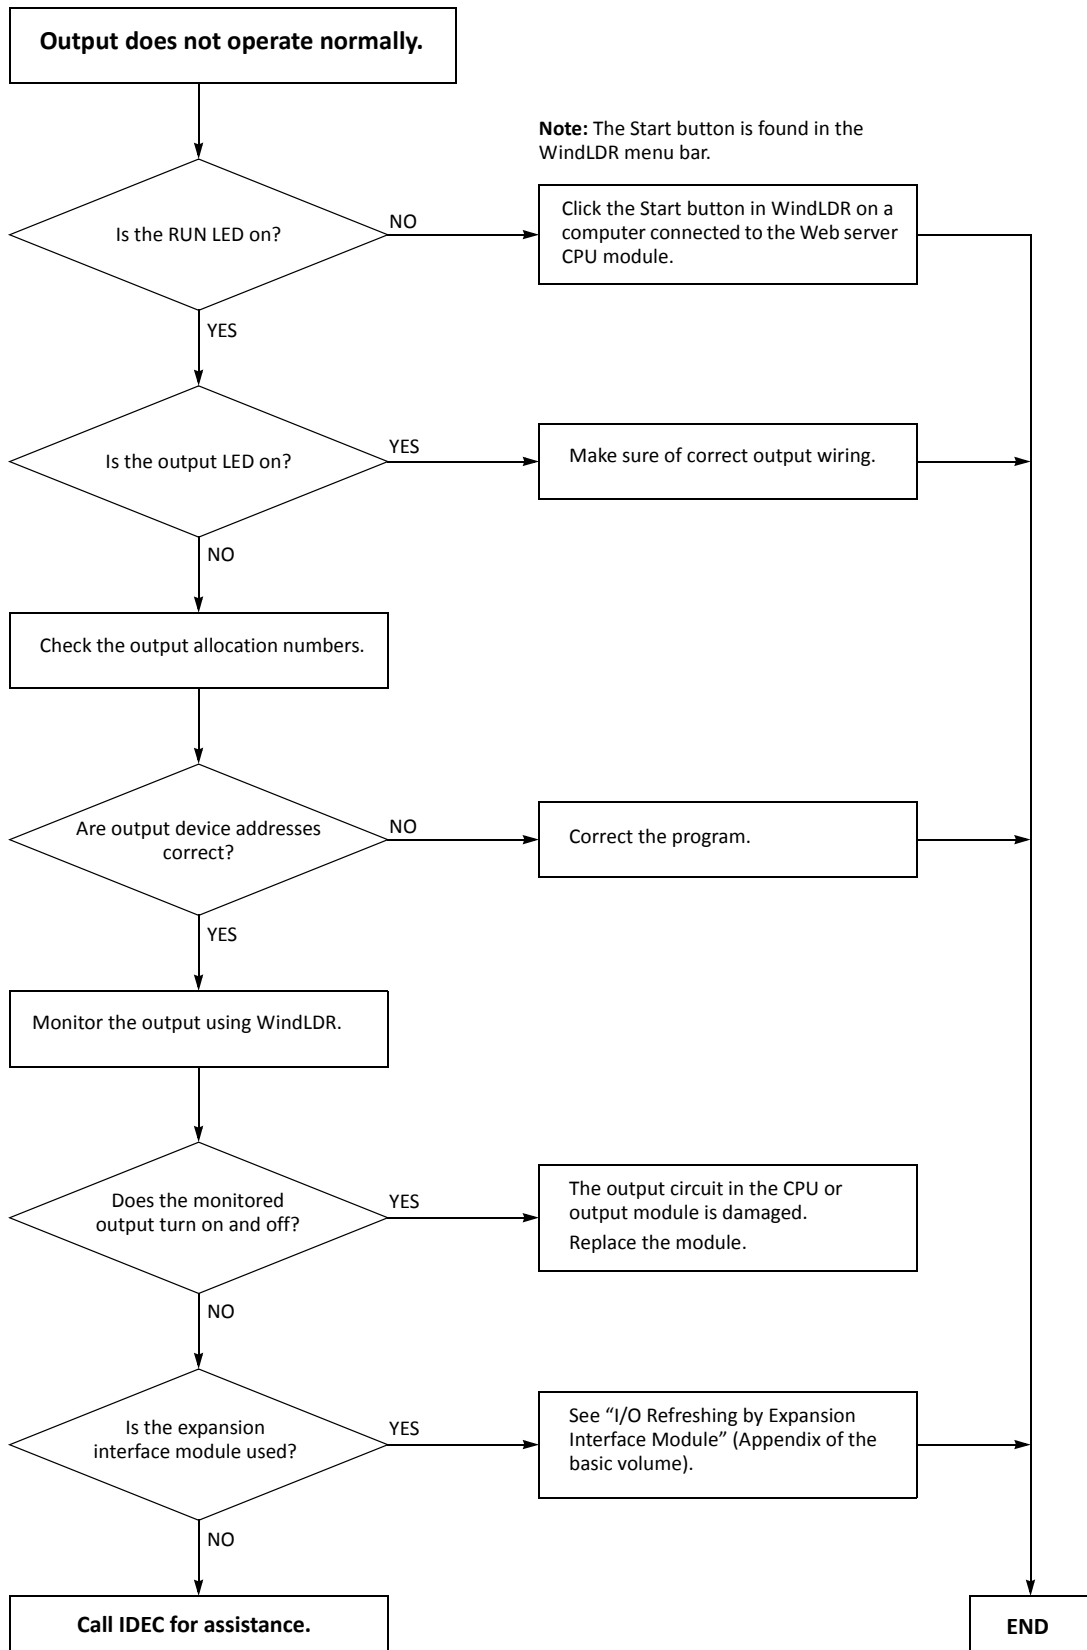 Output does not operate normally.
Note: The Start button is found in the
WindLDR menu bar.
Is the RUN LED on?
NO
Click the Start button in WindLDR on a
computer connected to the Web server
CPU module.
YES
Is the output LED on?
YES
Make sure of correct output wiring.
NO
Check the output allocation numbers.
Are output device addresses
correct?
NO
Correct the program.
YES
Monitor the output using WindLDR.
Does the monitored
output turn on and off?
YES
The output circuit in the CPU or
output module is damaged.
Replace the module.
NO
Is the expansion
interface module used?
YES
See “I/O Refreshing by Expansion
Interface Module” (Appendix of the
basic volume).
NO
Call IDEC for assistance.
END